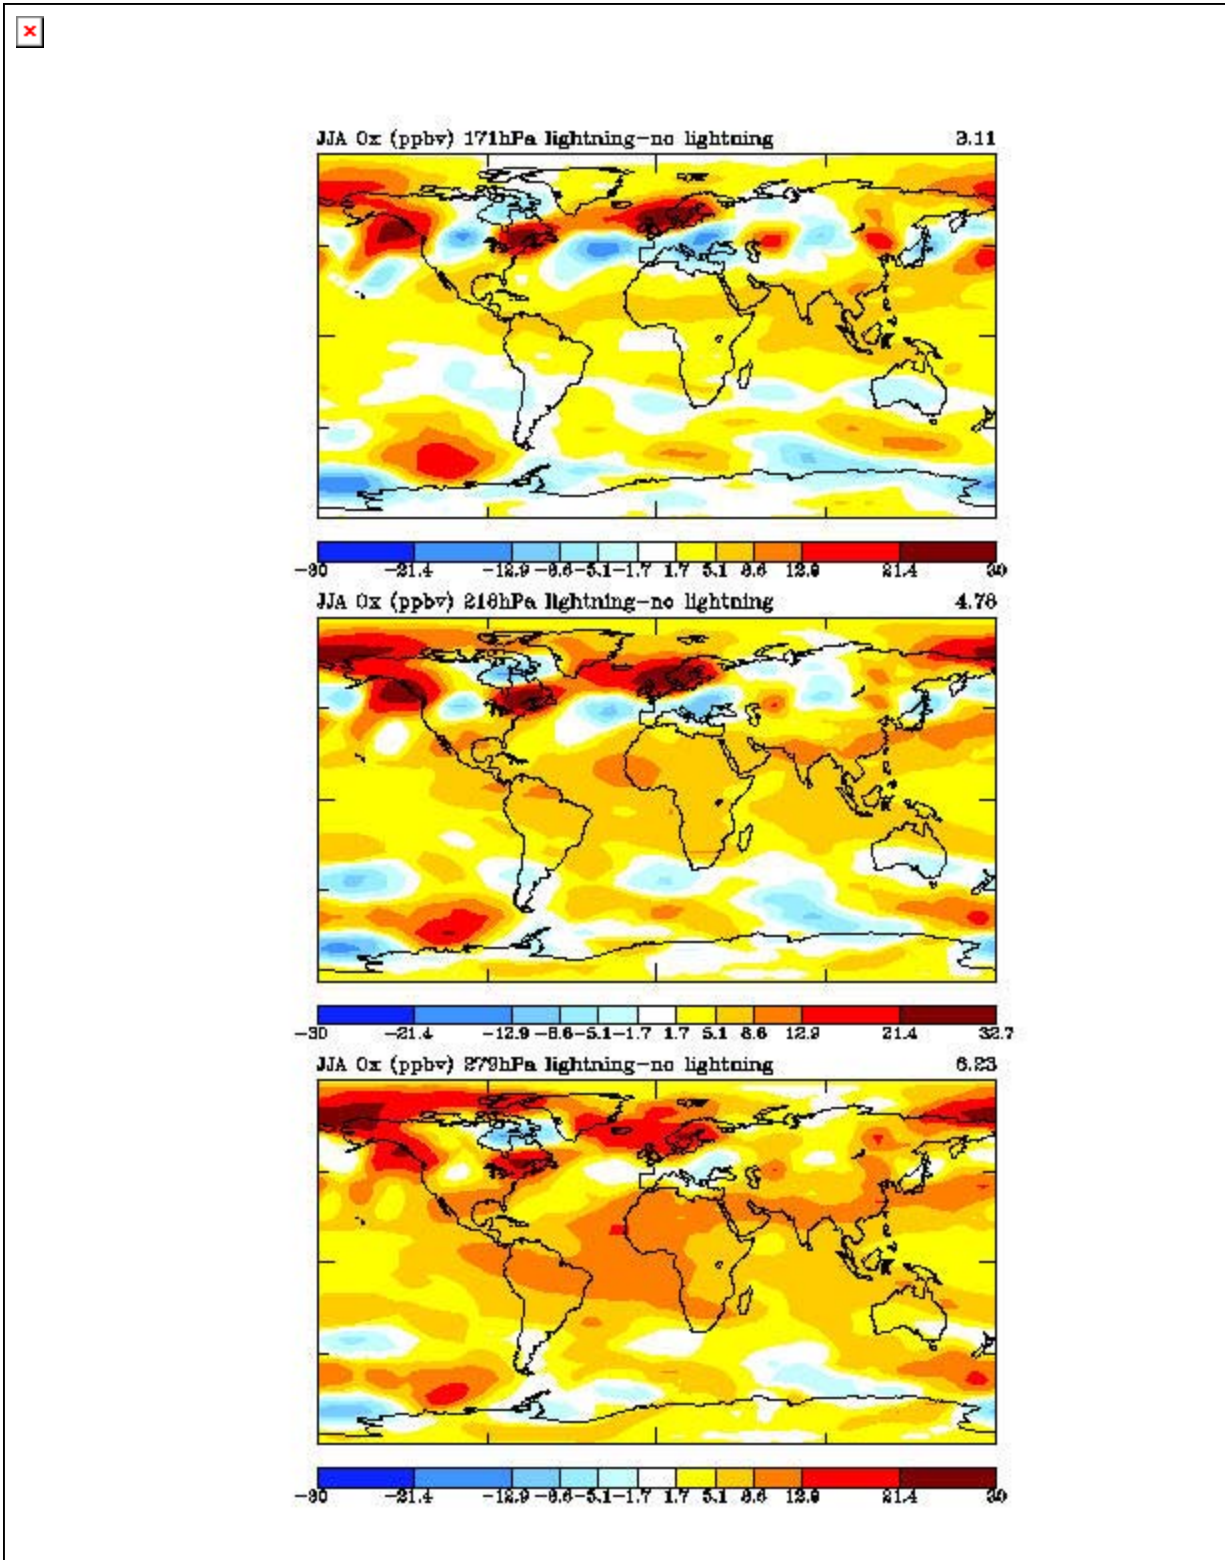 JJA Ox (ppbv) 171hPa lightning-no lightning 3.11
-30 -21.4 -12.9 -8.6 -5.1 -1.7 1.7 5.1 8.6 12.9 21.4 30
JJA Ox (ppbv) 218hPa lightning-no lightning 4.78
-30 -21.4 -12.9 -8.6 -5.1 -1.7 1.7 5.1 8.6 12.9 21.4 32.7
JJA Ox (ppbv) 279hPa lightning-no lightning 6.23
-30 -21.4 -12.9 -8.6 -5.1 -1.7 1.7 5.1 8.6 12.9 21.4 30